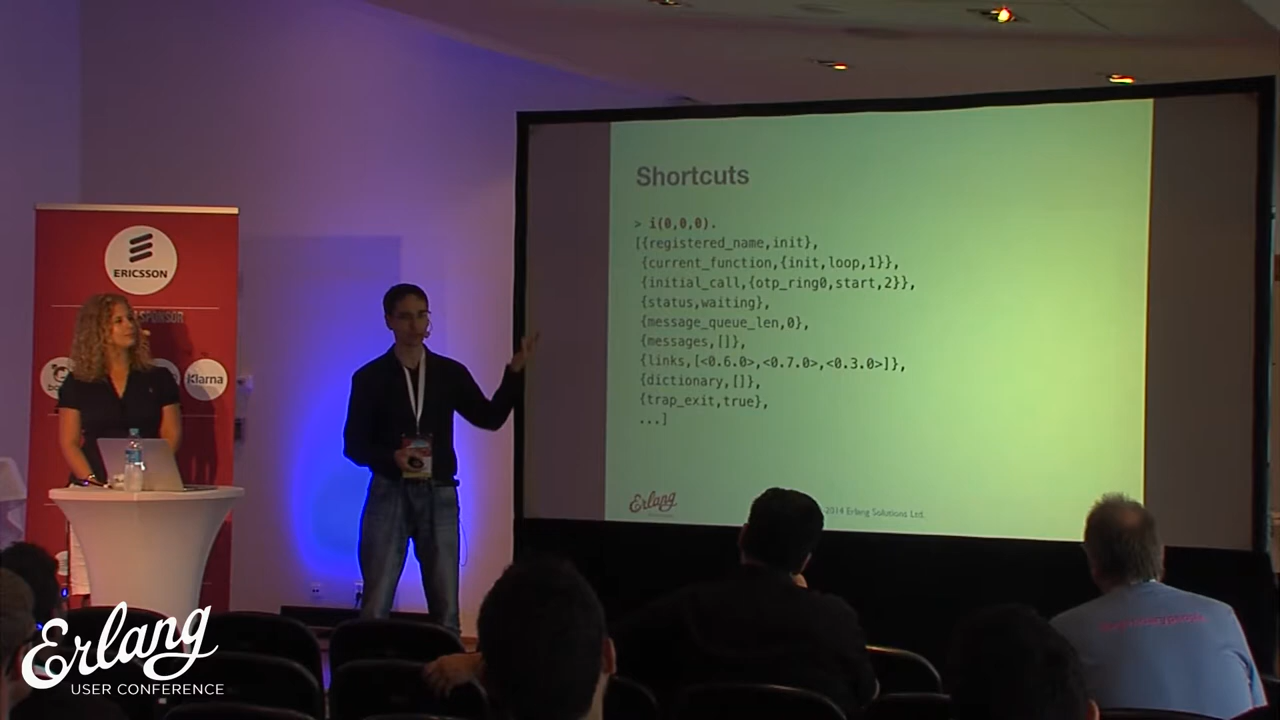 ERICSSON
SPONSOR
Klarna
Shortcuts
> i(0,0,0).
[{registered_name,init},
{current_function,{init,loop,1}},
{initial_call,{otp_ring0,start,2}},
{status,waiting},
{message_queue_len,0},
{messages,[]},
{links,[<0.6.0>,<0.7.0>,<0.3.0>]},
{dictionary,[]},
{trap_exit,true},
...]
Erlang
2014 Erlang Solutions Ltd.
Erlang
USER CONFERENCE